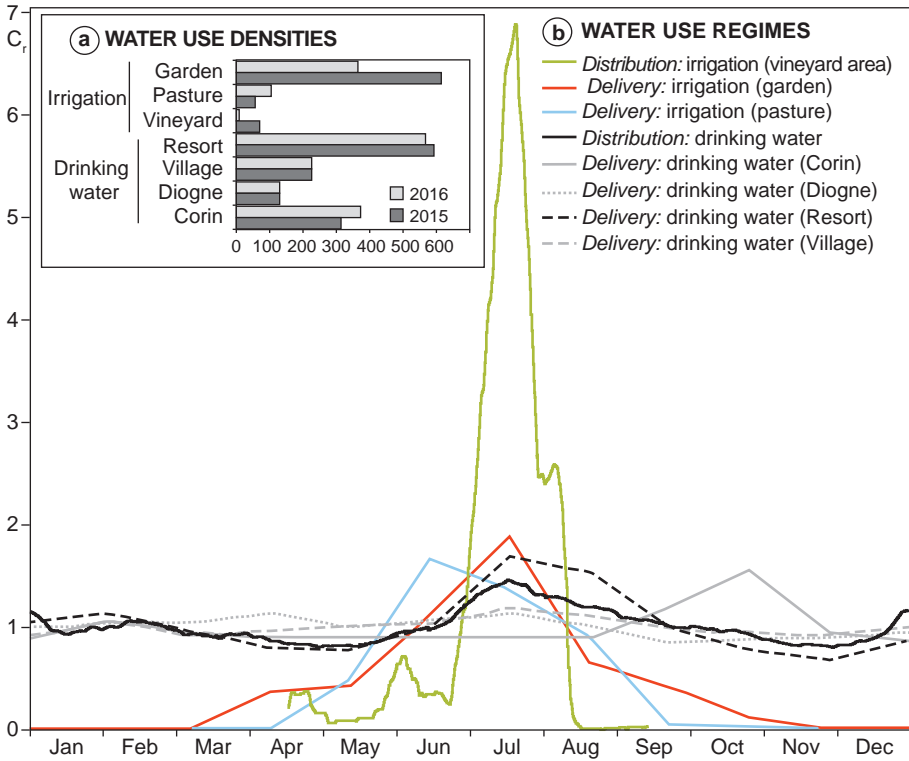 7
C_r
6
5
4
3
2
1
0
a WATER USE DENSITIES
Irrigation
Garden
Pasture
Vineyard
Drinking
water
Resort
Village
Diogne
Corin
2016
2015
0 100 200 300 400 500 600
b WATER USE REGIMES
Distribution: irrigation (vineyard area)
Delivery: irrigation (garden)
Delivery: irrigation (pasture)
Distribution: drinking water
Delivery: drinking water (Corin)
Delivery: drinking water (Diogne)
Delivery: drinking water (Resort)
Delivery: drinking water (Village)
Jan Feb Mar Apr May Jun Jul Aug Sep Oct Nov Dec